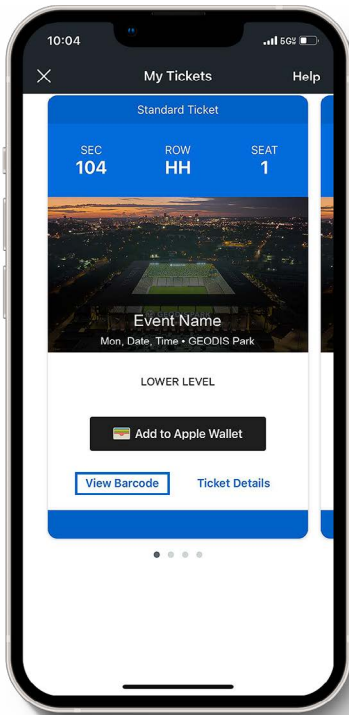 10:04
5G
My Tickets
Help
Standard Ticket
SEC
ROW
SEAT
104
HH
1
Event Name
Mon, Date, Time • GEODIS Park
LOWER LEVEL
Add to Apple Wallet
View Barcode
Ticket Details